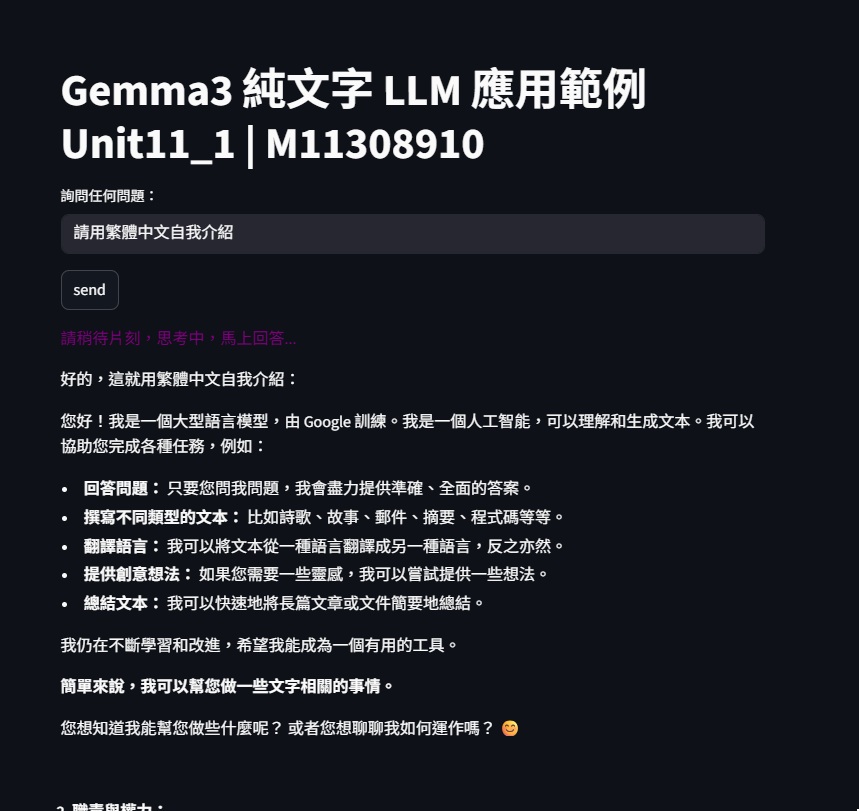 Gemma3 純文字 LLM 應用範例
Unit11_1 | M11308910
詢問任何問題：
請用繁體中文自我介紹
send
請稍待片刻，思考中，馬上回答...
好的，這就用繁體中文自我介紹：
您好！我是一個大型語言模型，由 Google 訓練。我是一個人工智能，可以理解和生成文本。我可以
協助您完成各種任務，例如：
• 回答問題： 只要您問我問題，我會盡力提供準確、全面的答案。
• 撰寫不同類型的文本： 比如詩歌、故事、郵件、摘要、程式碼等等。
• 翻譯語言： 我可以將文本從一種語言翻譯成另一種語言，反之亦然。
• 提供創意想法： 如果您需要一些靈感，我可以嘗試提供一些想法。
• 總結文本： 我可以快速地將長篇文章或文件簡要地總結。
我仍在不斷學習和改進，希望我能成為一個有用的工具。
簡單來說，我可以幫您做一些文字相關的事情。
您想知道我能幫您做些什麼呢？ 或者您想聊聊我如何運作嗎？ 😊
2. 職責與權力：